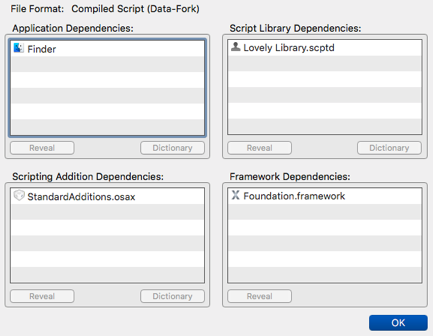 File Format: Compiled Script (Data-Fork)
Application Dependencies:
Finder
Reveal
Dictionary
Script Library Dependencies:
Lovely Library.scptd
Reveal
Dictionary
Scripting Addition Dependencies:
StandardAdditions.osax
Reveal
Dictionary
Framework Dependencies:
Foundation.framework
Reveal
OK